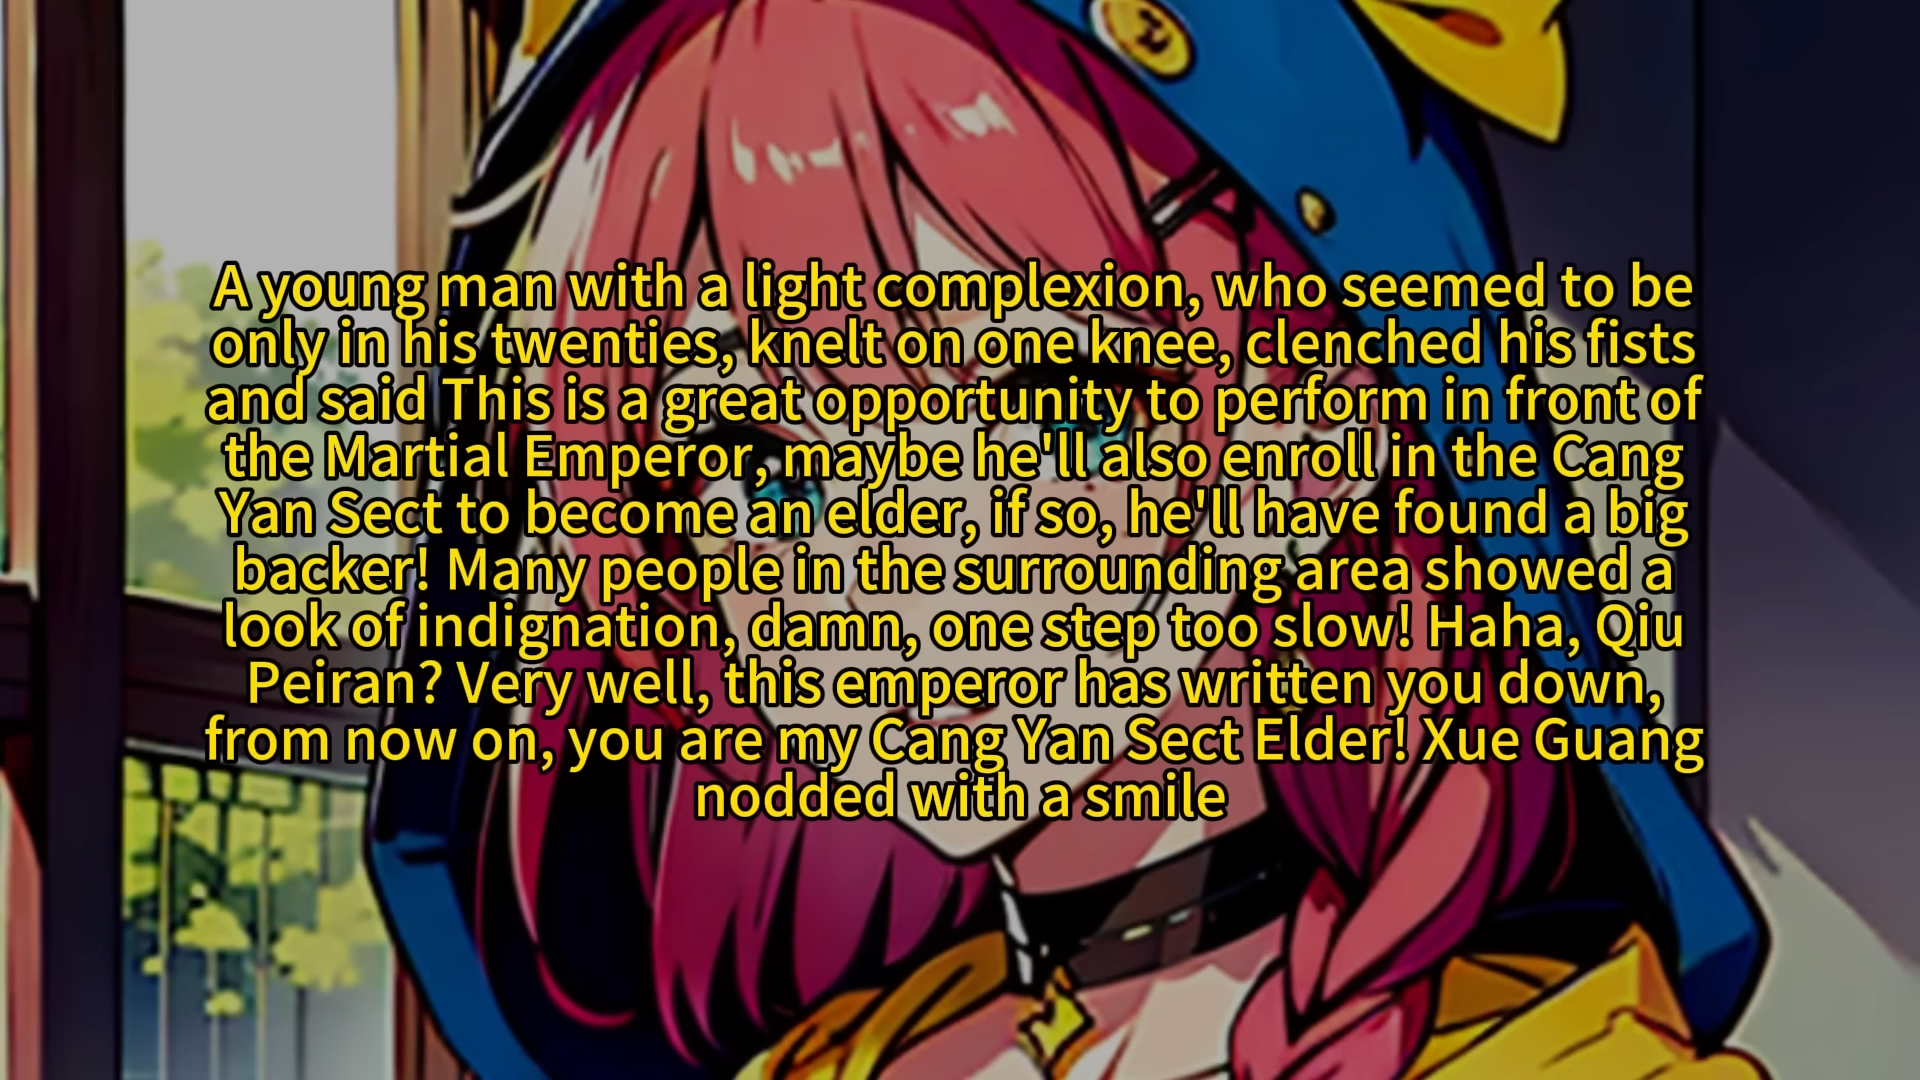 A young man with a light complexion, who seemed to be
only in his twenties, knelt on one knee, clenched his fists
and said This is a great opportunity to perform in front of
the Martial Emperor, maybe he'll also enroll in the Cang
Yan Sect to become an elder, if so, he'll have found a big
backer! Many people in the surrounding area showed a
look of indignation, damn, one step too slow! Haha, Qiu
Peiran? Very well, this emperor has written you down,
from now on, you are my Cang Yan Sect Elder! Xue Guang
nodded with a smile